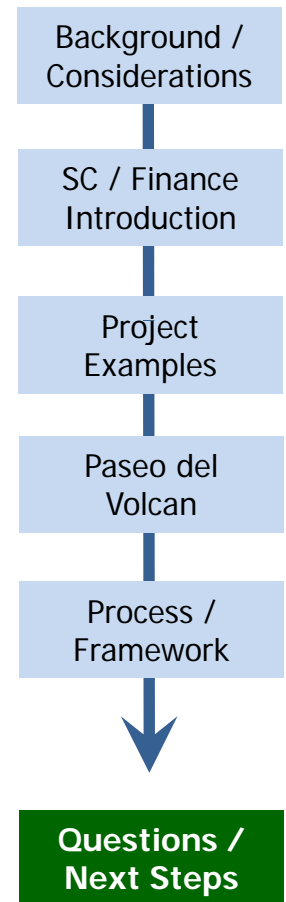 Background /
Considerations
SC / Finance
Introduction
Project
Examples
Paseo del
Volcan
Process /
Framework
Questions /
Next Steps